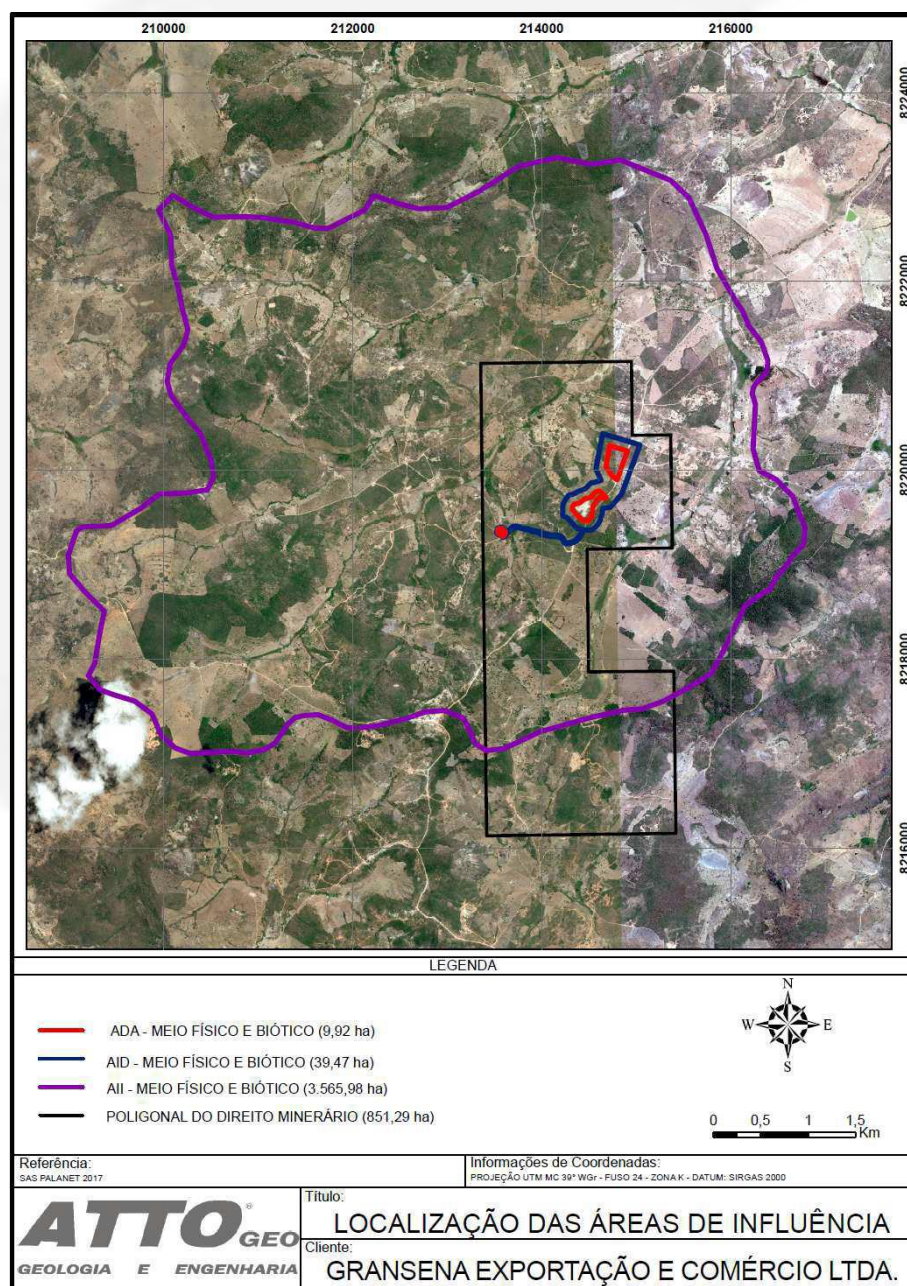 210000 212000 214000 216000
8224000
8222000
8220000
8218000
8216000
LEGENDA
ADA - MEIO FÍSICO E BIÓTICO (9,92 ha)
AID - MEIO FÍSICO E BIÓTICO (39,47 ha)
AII - MEIO FÍSICO E BIÓTICO (3.565,98 ha)
POLIGONAL DO DIREITO MINERÁRIO (851,29 ha)
N
W E
S
0 0,5 1 1,5
Km
Referência:
SAS PALANET 2017
Informações de Coordenadas:
PROJEÇÃO UTM MC 39° WGr - FUSO 24 - ZONA K - DATUM: SIRGAS 2000
ATTO GEO ®
GEOLOGIA E ENGENHARIA
Título:
LOCALIZAÇÃO DAS ÁREAS DE INFLUÊNCIA
Cliente:
GRANSENA EXPORTAÇÃO E COMÉRCIO LTDA.